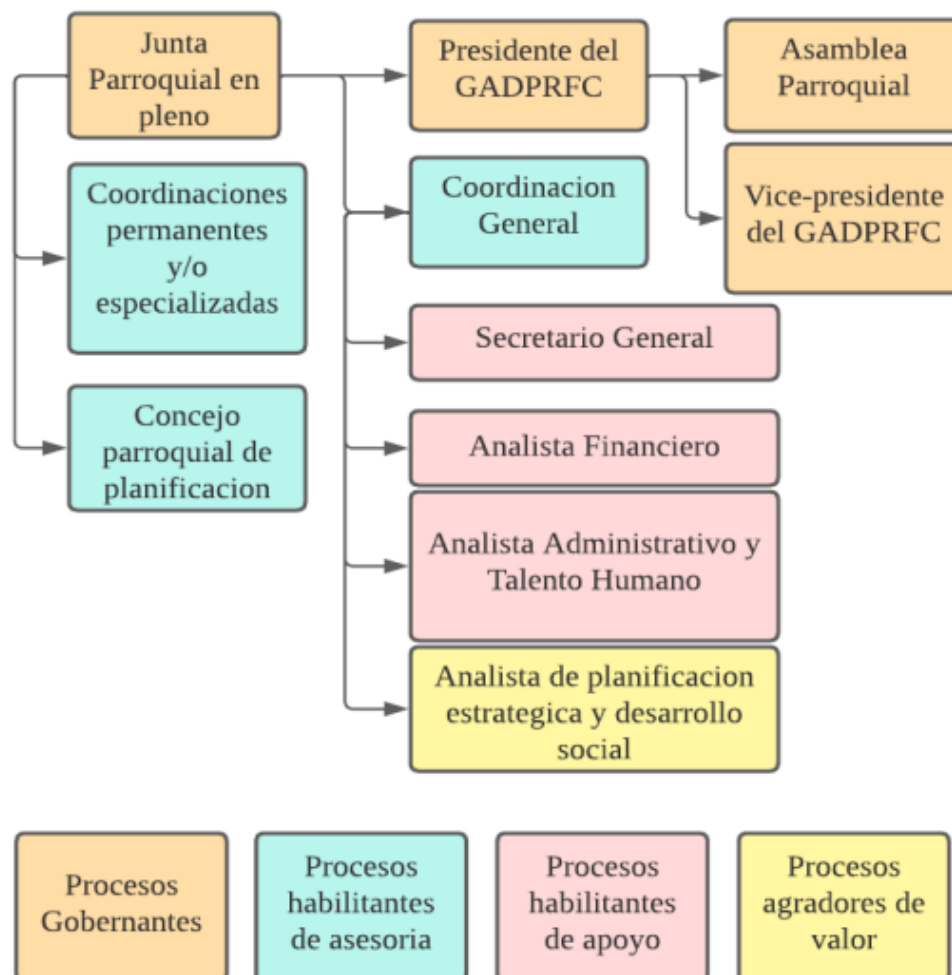 Junta
Parroquial en
pleno
Presidente del
GADPRFC
Asamblea
Parroquial
Coordinaciones
permanentes
y/o
especializadas
Coordinacion
General
Vice-presidente
del GADPRFC
Secretario General
Concejo
parroquial de
planificacion
Analista Financiero
Analista Administrativo y
Talento Humano
Analista de planificacion
estrategica y desarrollo
social
Procesos
Gobernantes
Procesos
habilitantes
de asesoria
Procesos
habilitantes
de apoyo
Procesos
agradores de
valor